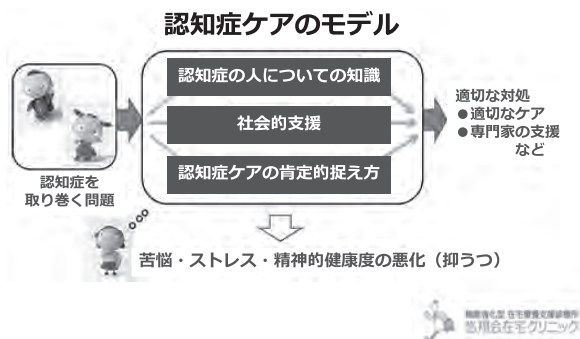 認知症ケアのモデル
認知症の人についての知識
社会的支援
認知症ケアの肯定的捉え方
認知症を
取り巻く問題
適切な対処
●適切なケア
●専門家の支援
など
苦悩・ストレス・精神的健康度の悪化（抑うつ）
悠翔会在宅クリニック